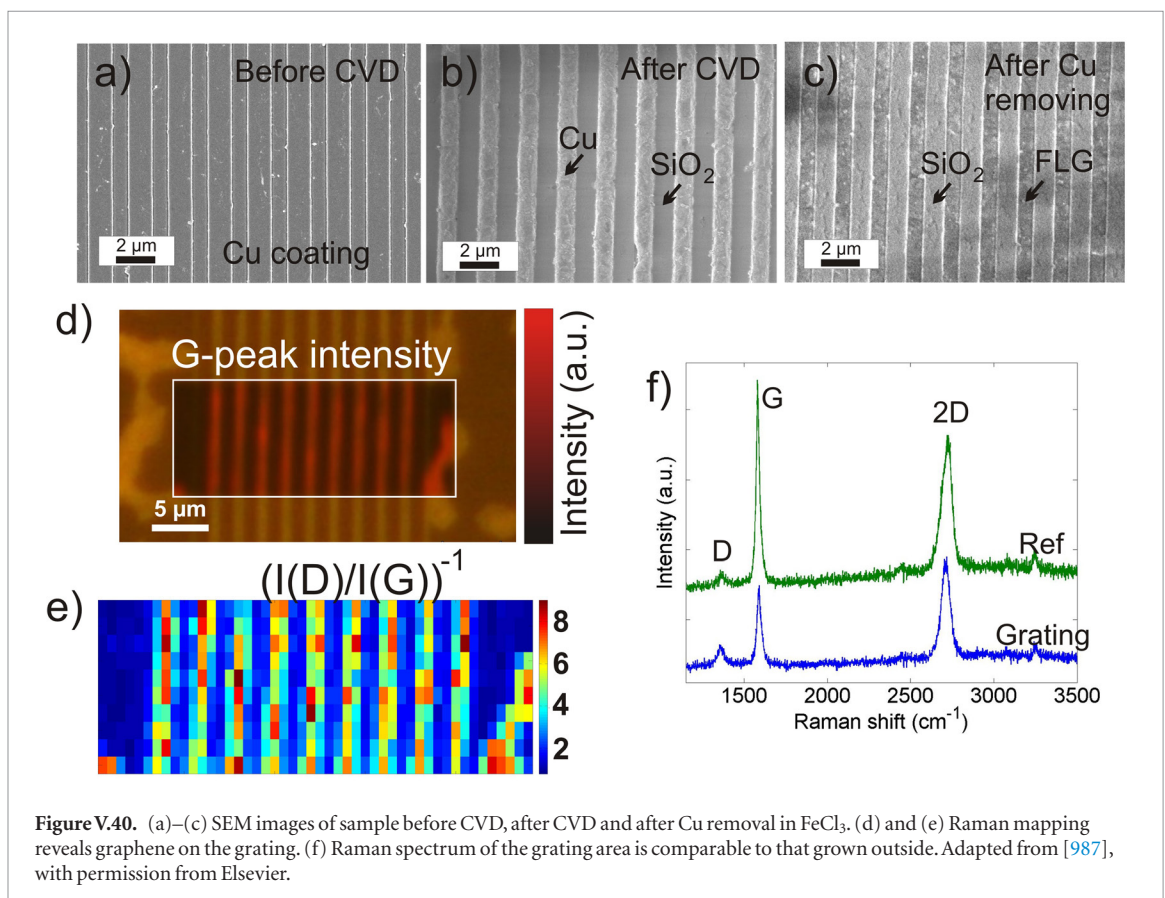 a)
Before CVD
Cu coating
2 µm
b)
After CVD
Cu
SiO₂
2 µm
c)
After Cu
removing
SiO₂
FLG
2 µm
d)
G-peak intensity
5 µm
Intensity (a.u.)
e)
(I(D)/I(G))⁻¹
8
6
4
2
f)
G
2D
D
Ref
Grating
Intensity (a.u.)
1500 2000 2500 3000 3500
Raman shift (cm⁻¹)
Figure V.40. (a)–(c) SEM images of sample before CVD, after CVD and after Cu removal in FeCl₃. (d) and (e) Raman mapping
reveals graphene on the grating. (f) Raman spectrum of the grating area is comparable to that grown outside. Adapted from [987],
with permission from Elsevier.